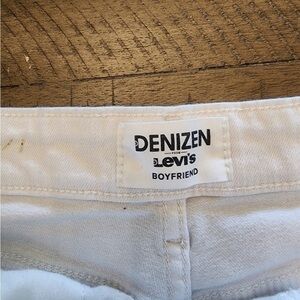 DENIZEN
FROM
Levi's
BOYFRIEND